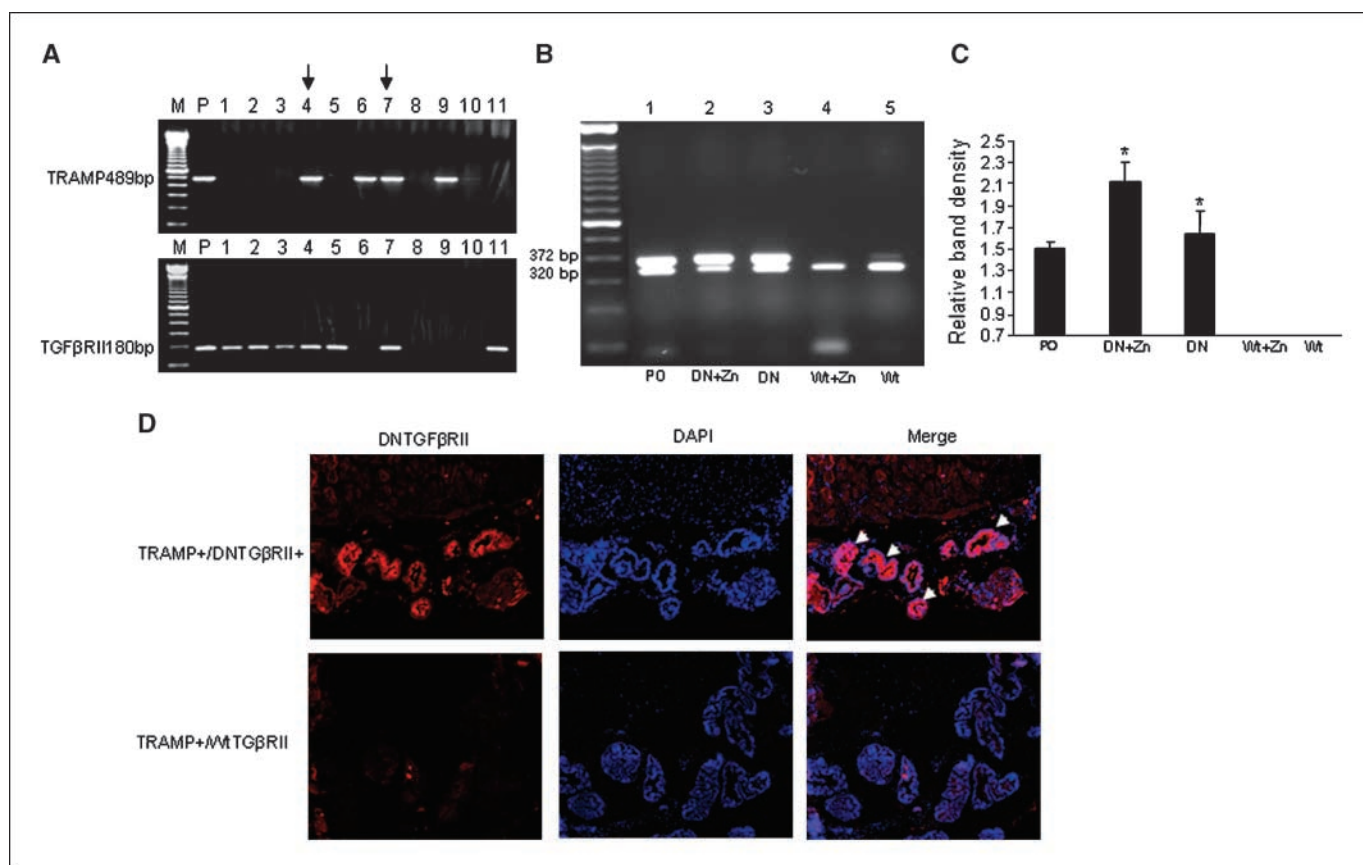 A
M P 1 2 3 4 5 6 7 8 9 10 11
TRAMP489bp
M P 1 2 3 4 5 6 7 8 9 10 11
TGFβRII180bp
B
1 2 3 4 5
372 bp
320 bp
PO DN+Zn DN Wt+Zn Wt
C
Relative band density
2.5
2.3
2.1
1.9
1.7
1.5
1.3
1.1
0.9
0.7
* *
PO DN+Zn DN Wt+Zn Wt
D
DNTGFβRII DAPI Merge
TRAMP+/DNTGβRII+
TRAMP+/WtTGβRII